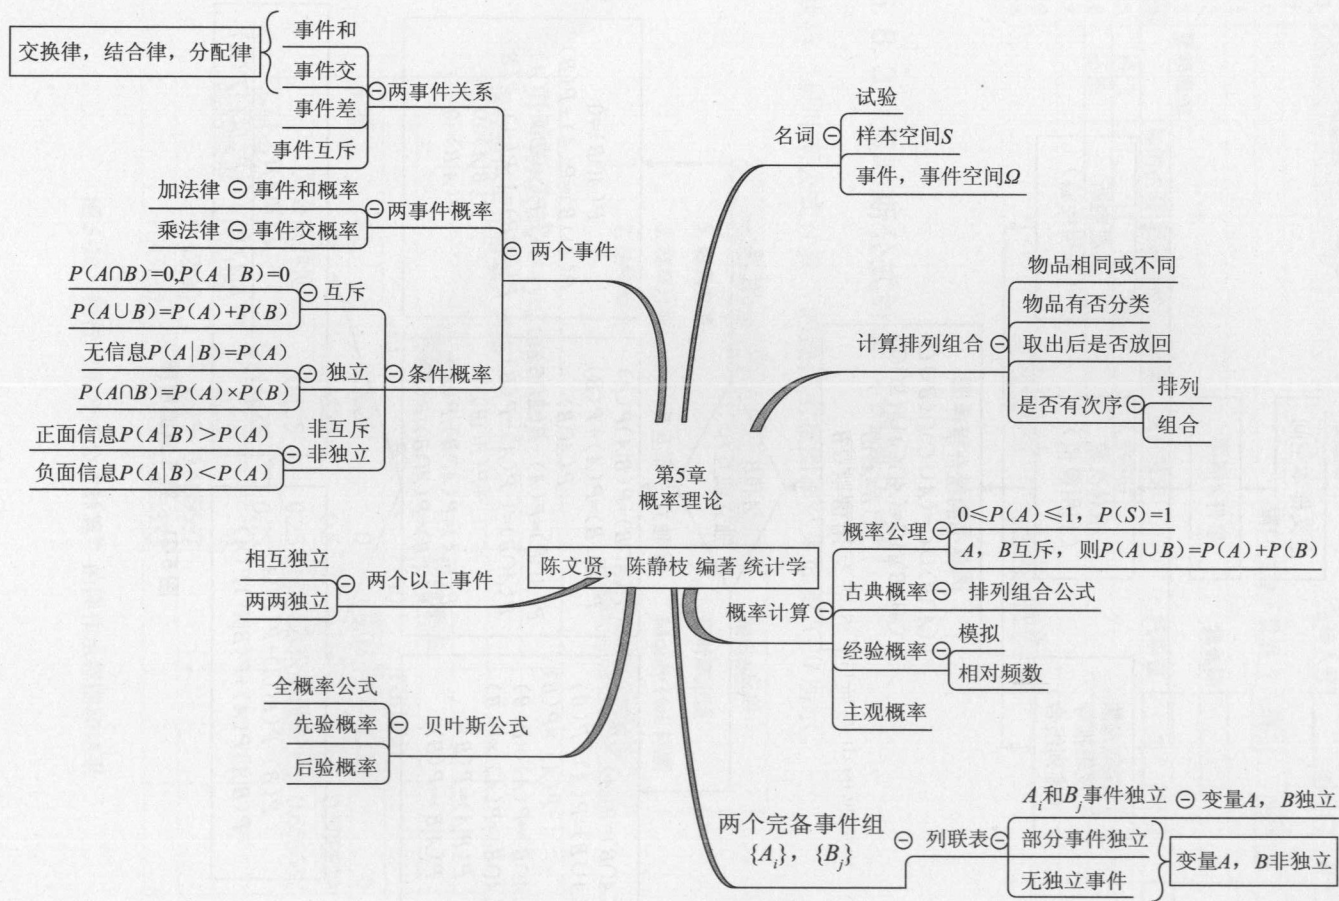 第5章
概率理论
陈文贤，陈静枝 编著 统计学
名词
试验
样本空间S
事件，事件空间Ω
计算排列组合
物品相同或不同
物品有否分类
取出后是否放回
是否有次序
排列
组合
概率计算
概率公理
0≤P(A)≤1，P(S)=1
A，B互斥，则P(A∪B)=P(A)+P(B)
古典概率
排列组合公式
经验概率
模拟
相对频数
主观概率
两个完备事件组
{A_i}，{B_j}
列联表
A_i和B_j事件独立
变量A，B独立
部分事件独立
无独立事件
变量A，B非独立
两个事件
两事件关系
事件和
事件交
事件差
事件互斥
交换律，结合律，分配律
两事件概率
事件和概率
加法律
事件交概率
乘法律
条件概率
互斥
P(A∩B)=0,P(A｜B)=0
P(A∪B)=P(A)+P(B)
独立
无信息P(A|B)=P(A)
P(A∩B)=P(A)×P(B)
非互斥
非独立
正面信息P(A|B)＞P(A)
负面信息P(A|B)＜P(A)
两个以上事件
相互独立
两两独立
贝叶斯公式
全概率公式
先验概率
后验概率